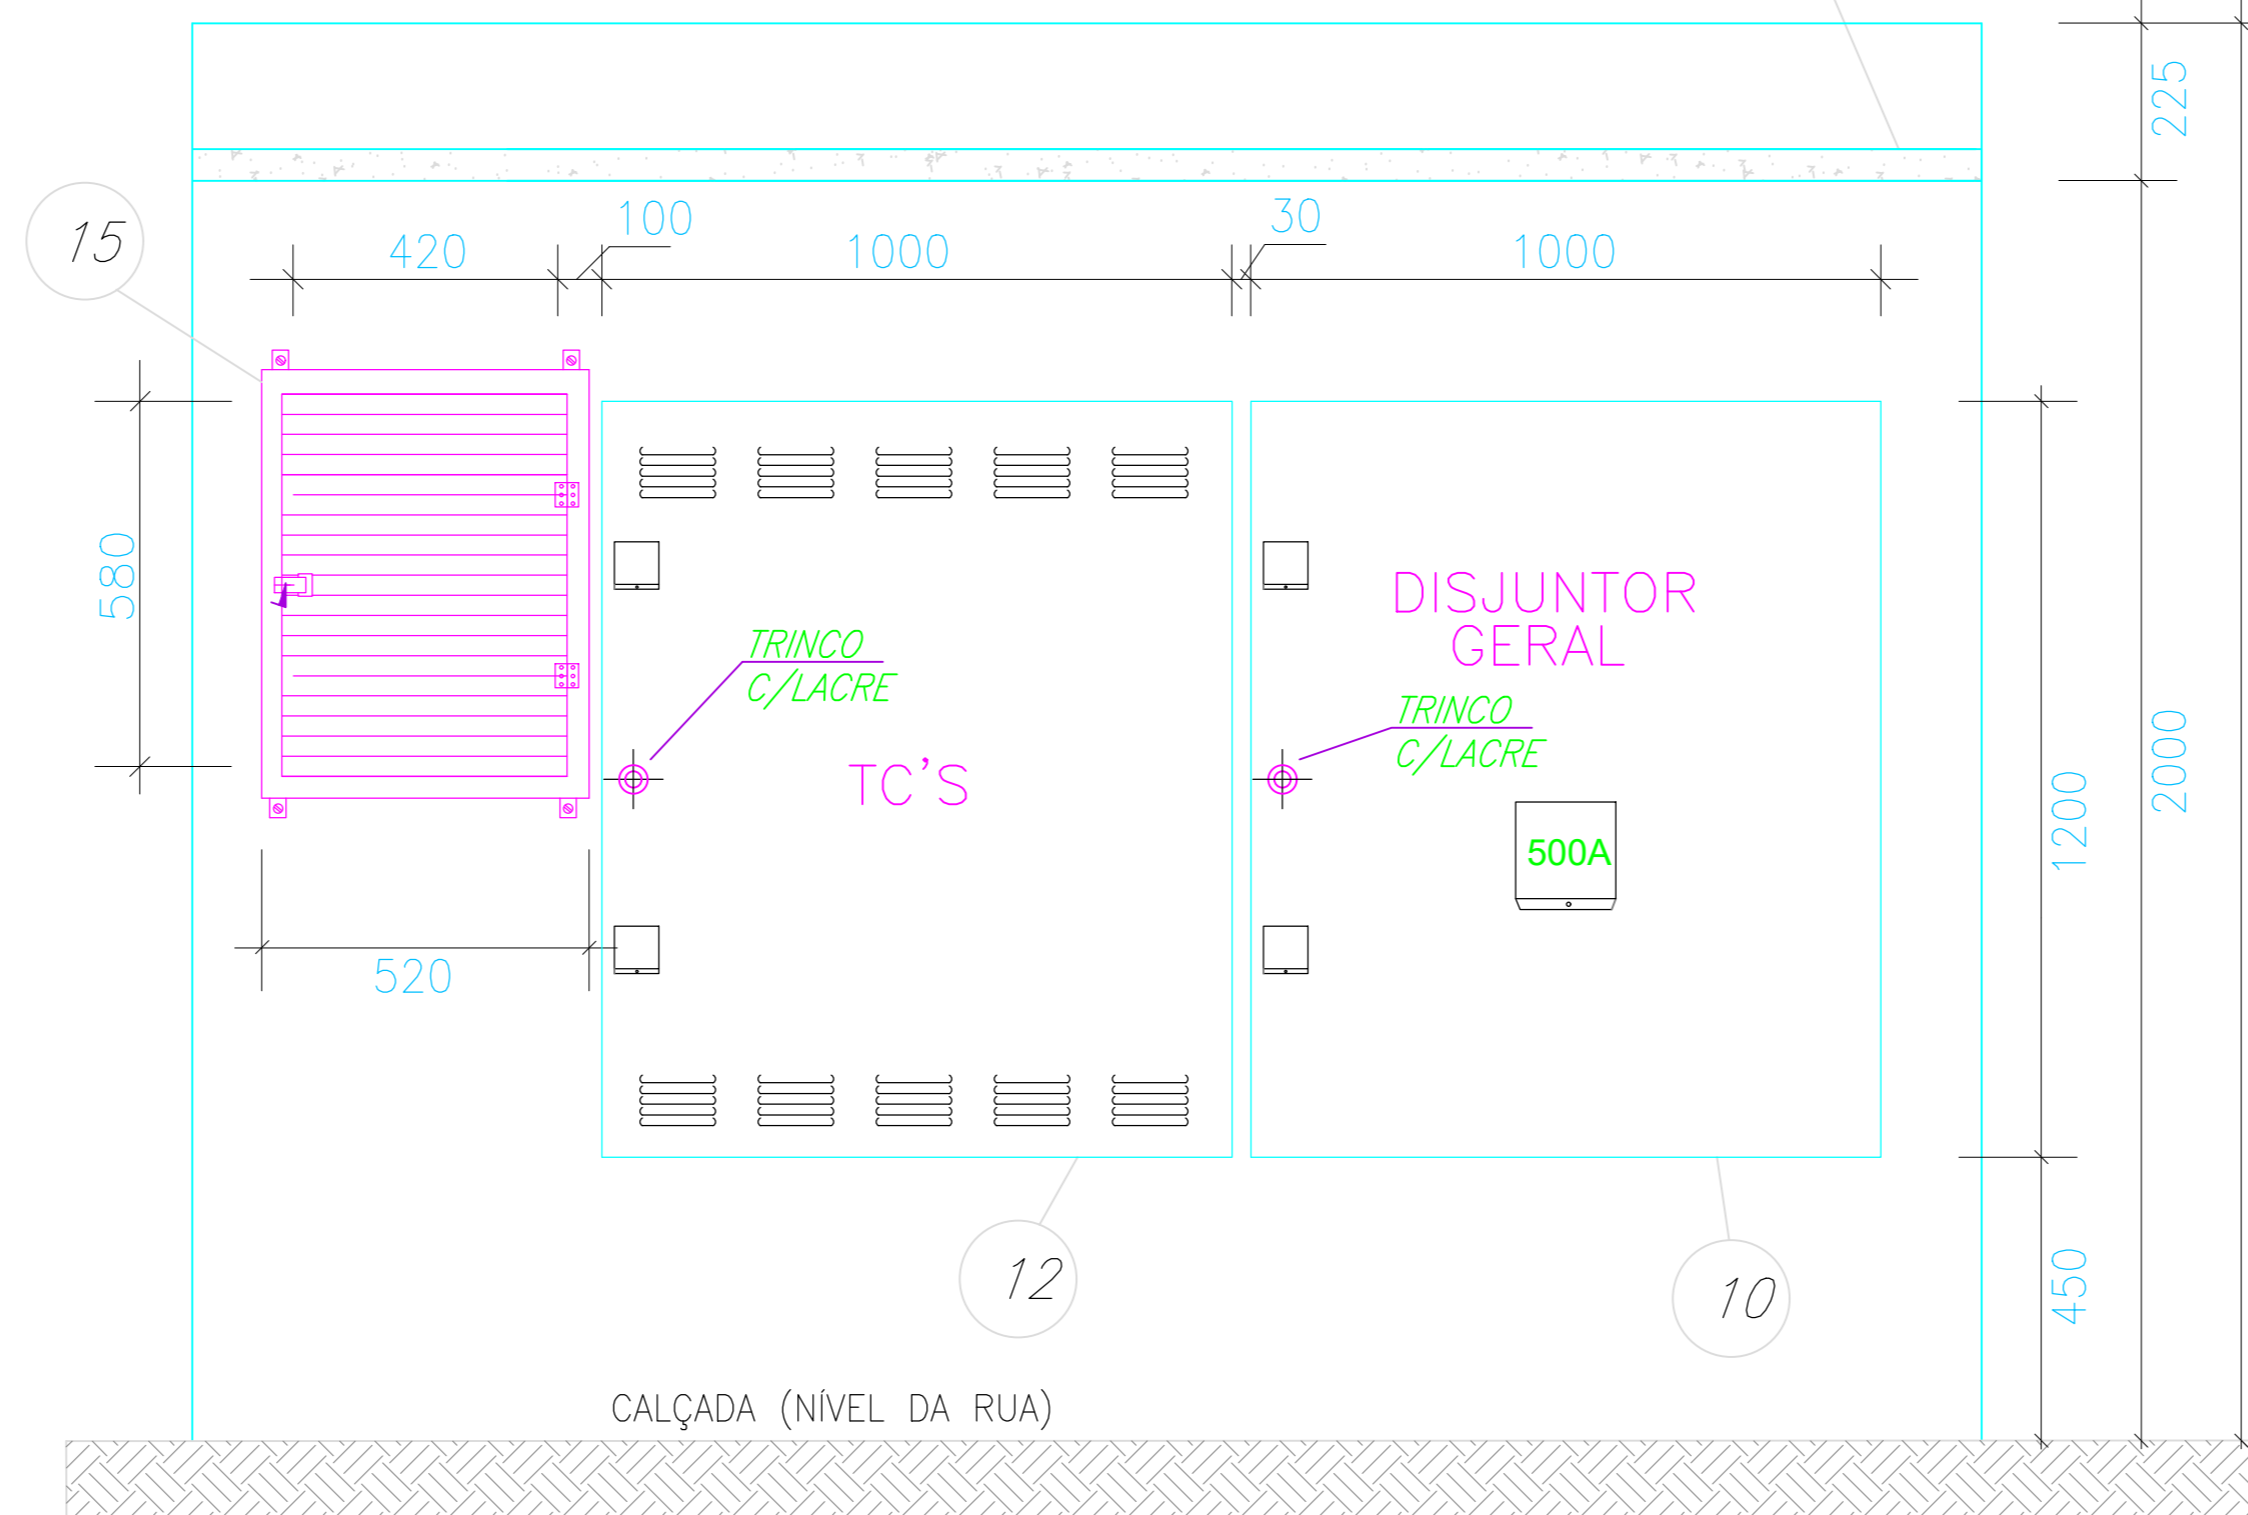 225
15
420
100
1000
30
1000
580
DISJUNTOR
GERAL
TRINCO
C/LACRE
TRINCO
C/LACRE
TC'S
500A
1200
2000
520
12
10
450
CALÇADA (NÍVEL DA RUA)